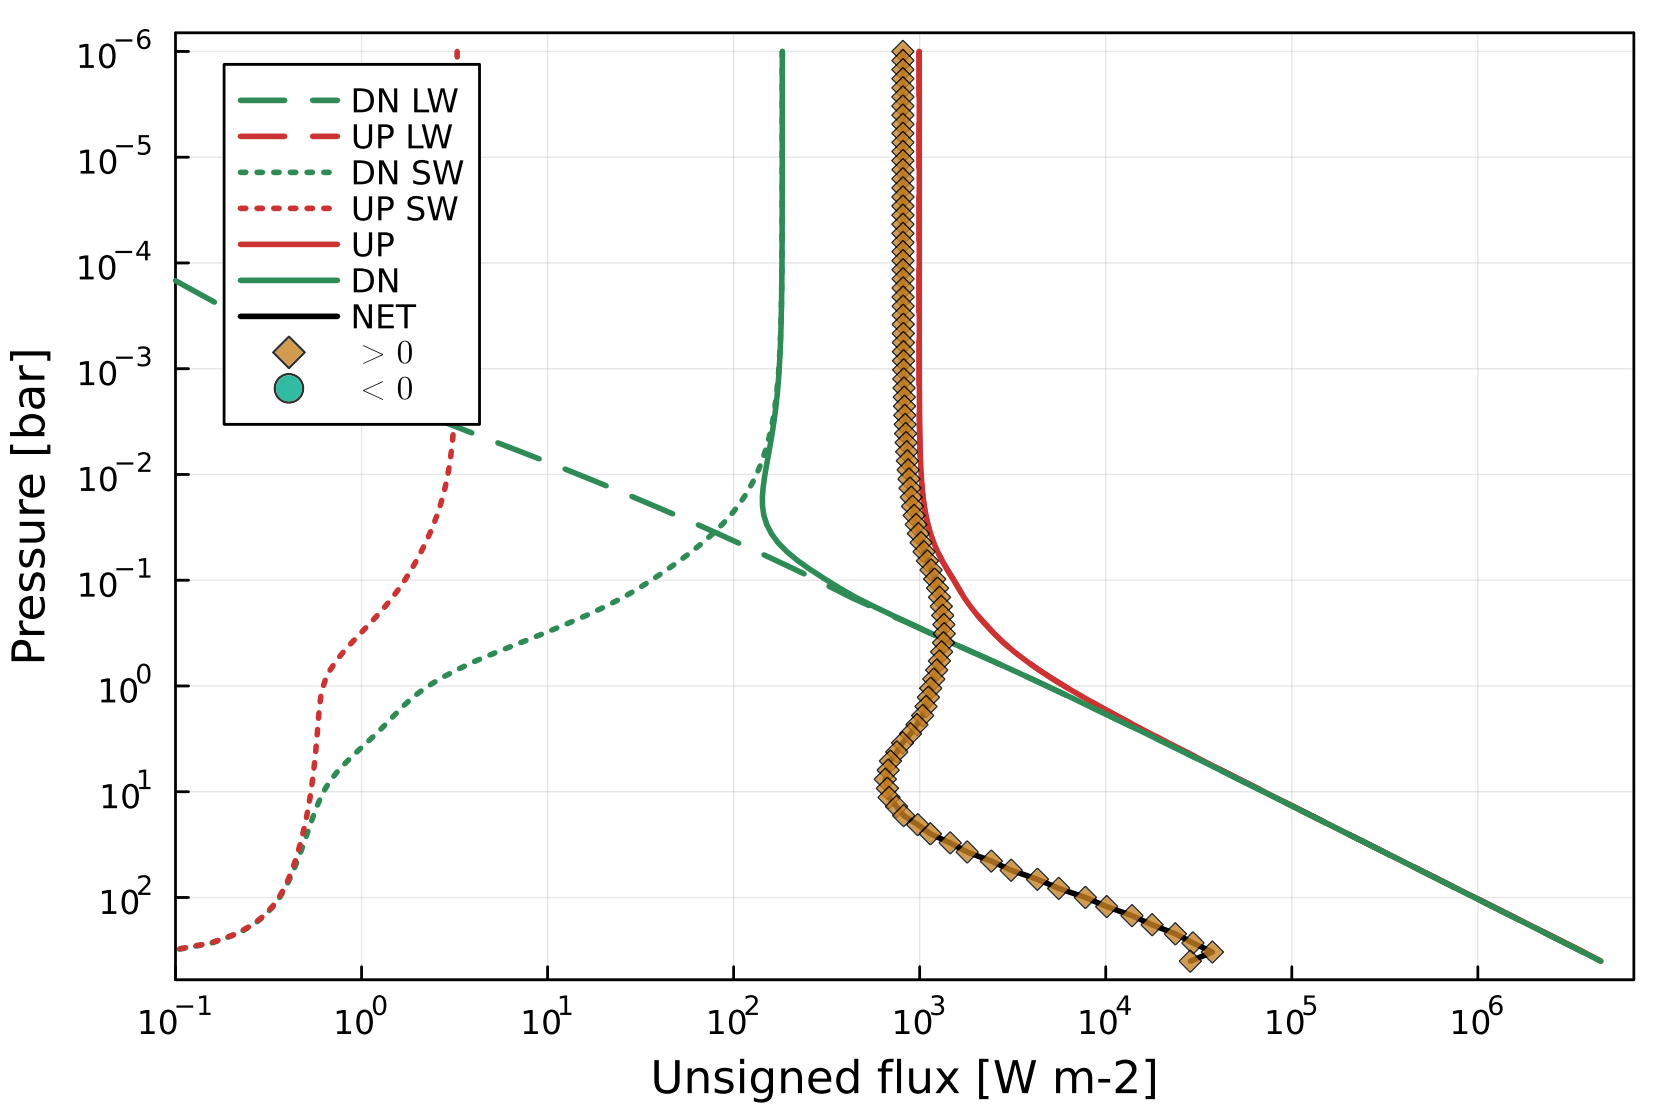 10⁻⁶
10⁻⁵
10⁻⁴
10⁻³
10⁻²
10⁻¹
10⁰
10¹
10²
Pressure [bar]
DN LW
UP LW
DN SW
UP SW
UP
DN
NET
> 0
< 0
10⁻¹ 10⁰ 10¹ 10² 10³ 10⁴ 10⁵ 10⁶
Unsigned flux [W m-2]